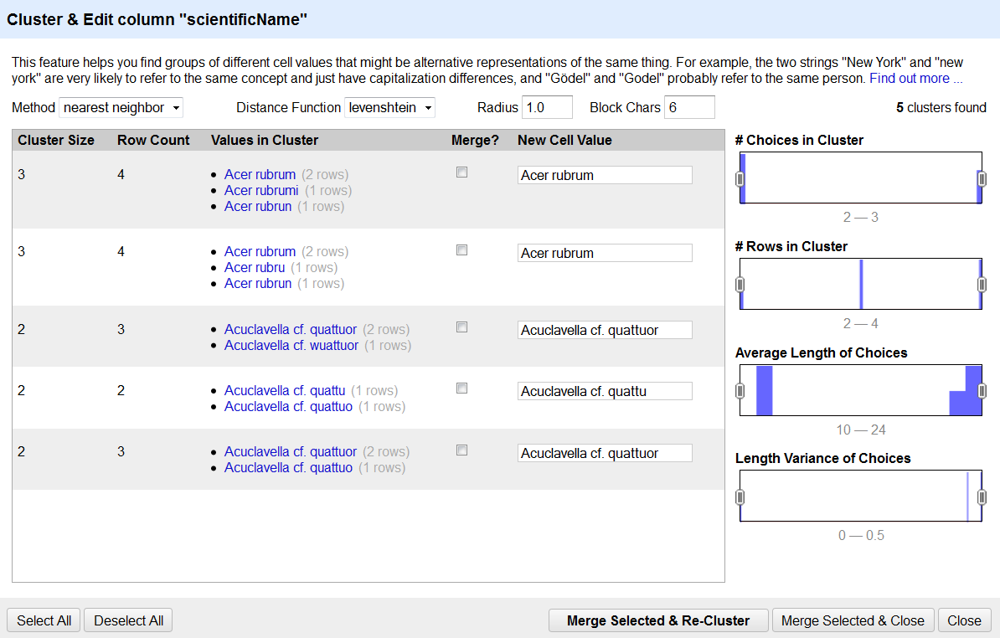 Cluster & Edit column "scientificName"
This feature helps you find groups of different cell values that might be alternative representations of the same thing. For example, the two strings "New York" and "new
york" are very likely to refer to the same concept and just have capitalization differences, and "Gödel" and "Godel" probably refer to the same person. Find out more ...
Method nearest neighbor Distance Function levenshtein Radius 1.0 Block Chars 6 5 clusters found
Cluster Size Row Count Values in Cluster Merge? New Cell Value
3 4 • Acer rubrum (2 rows) Acer rubrum
• Acer rubrumi (1 rows)
• Acer rubrun (1 rows)
3 4 • Acer rubrum (2 rows) Acer rubrum
• Acer rubru (1 rows)
• Acer rubrun (1 rows)
2 3 • Acuclavella cf. quattuor (2 rows) Acuclavella cf. quattuor
• Acuclavella cf. wuattuor (1 rows)
2 2 • Acuclavella cf. quattu (1 rows) Acuclavella cf. quattu
• Acuclavella cf. quattuo (1 rows)
2 3 • Acuclavella cf. quattuor (2 rows) Acuclavella cf. quattuor
• Acuclavella cf. quattuo (1 rows)
# Choices in Cluster
2 — 3
# Rows in Cluster
2 — 4
Average Length of Choices
10 — 24
Length Variance of Choices
0 — 0.5
Select All Deselect All Merge Selected & Re-Cluster Merge Selected & Close Close